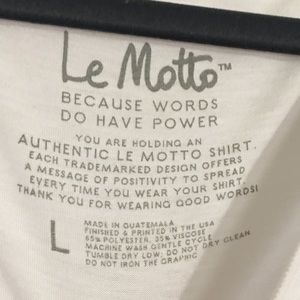 Le Motto™
BECAUSE WORDS
DO HAVE POWER
YOU ARE HOLDING AN
AUTHENTIC LE MOTTO SHIRT.
EACH TRADEMARKED DESIGN OFFERS
A MESSAGE OF POSITIVITY TO SPREAD
EVERY TIME YOU WEAR YOUR SHIRT.
THANK YOU FOR WEARING GOOD WORDS!
L
MADE IN GUATEMALA
FINISHED & PRINTED IN THE USA
65% POLYESTER, 35% VISCOSE
MACHINE WASH GENTLE CYCLE
TUMBLE DRY LOW; DO NOT DRY CLEAN
DO NOT IRON THE GRAPHIC